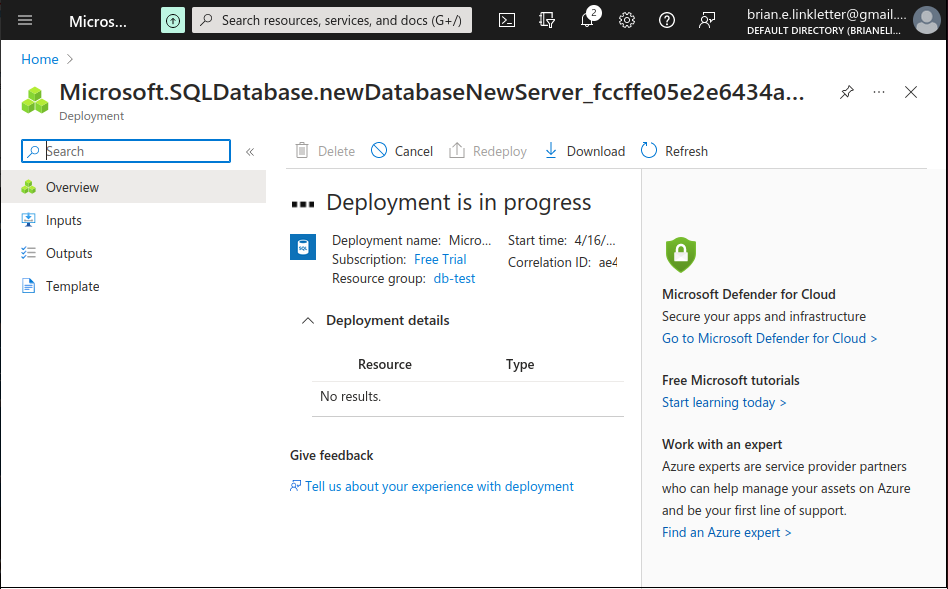 Micros...
Search resources, services, and docs (G+/)
2
brian.e.linkletter@gmail....
DEFAULT DIRECTORY (BRIANELI...
Home
Microsoft.SQLDatabase.newDatabaseNewServer_fccffe05e2e6434a...
Deployment
Search
«
Delete
Cancel
Redeploy
Download
Refresh
Overview
Inputs
Outputs
Template
Deployment is in progress
SQL
Deployment name: Micro...
Start time: 4/16/...
Subscription: Free Trial
Correlation ID: ae4
Resource group: db-test
Deployment details
Resource
Type
No results.
Give feedback
Tell us about your experience with deployment
Microsoft Defender for Cloud
Secure your apps and infrastructure
Go to Microsoft Defender for Cloud >
Free Microsoft tutorials
Start learning today >
Work with an expert
Azure experts are service provider partners
who can help manage your assets on Azure
and be your first line of support.
Find an Azure expert >